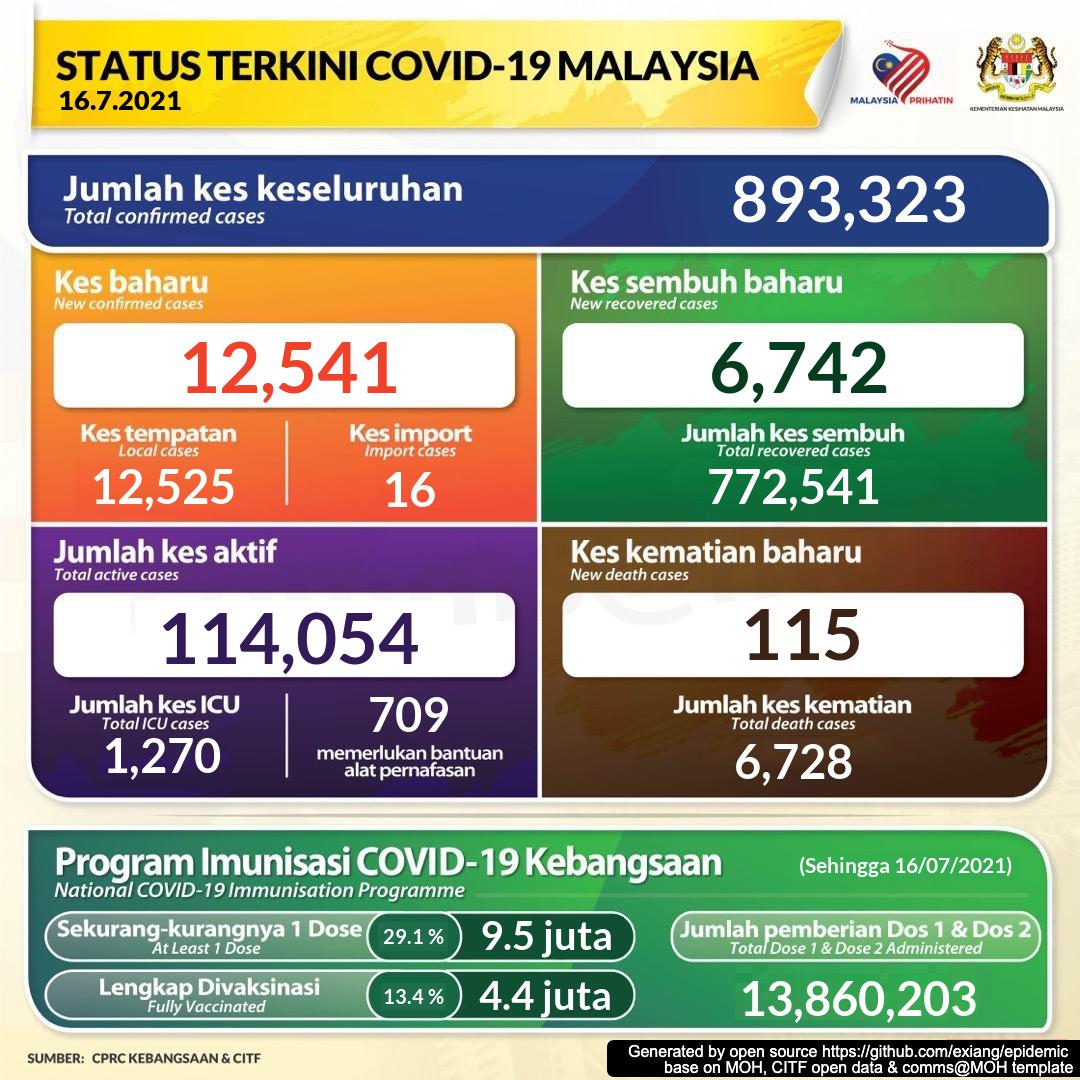 STATUS TERKINI COVID-19 MALAYSIA
16.7.2021
MALAYSIA PRIHATIN
KEMENTERIAN KESIHATAN MALAYSIA
Jumlah kes keseluruhan
Total confirmed cases
893,323
Kes baharu
New confirmed cases
12,541
Kes tempatan
Local cases
12,525
Kes import
Import cases
16
Kes sembuh baharu
New recovered cases
6,742
Jumlah kes sembuh
Total recovered cases
772,541
Jumlah kes aktif
Total active cases
114,054
Jumlah kes ICU
Total ICU cases
1,270
709
memerlukan bantuan
alat pernafasan
Kes kematian baharu
New death cases
115
Jumlah kes kematian
Total death cases
6,728
Program Imunisasi COVID-19 Kebangsaan
National COVID-19 Immunisation Programme
(Sehingga 16/07/2021)
Sekurang-kurangnya 1 Dose
At Least 1 Dose
29.1 %
9.5 juta
Lengkap Divaksinasi
Fully Vaccinated
13.4 %
4.4 juta
Jumlah pemberian Dos 1 & Dos 2
Total Dose 1 & Dose 2 Administered
13,860,203
SUMBER: CPRC KEBANGSAAN & CITF
Generated by open source https://github.com/exiang/epidemic
base on MOH, CITF open data & comms@MOH template